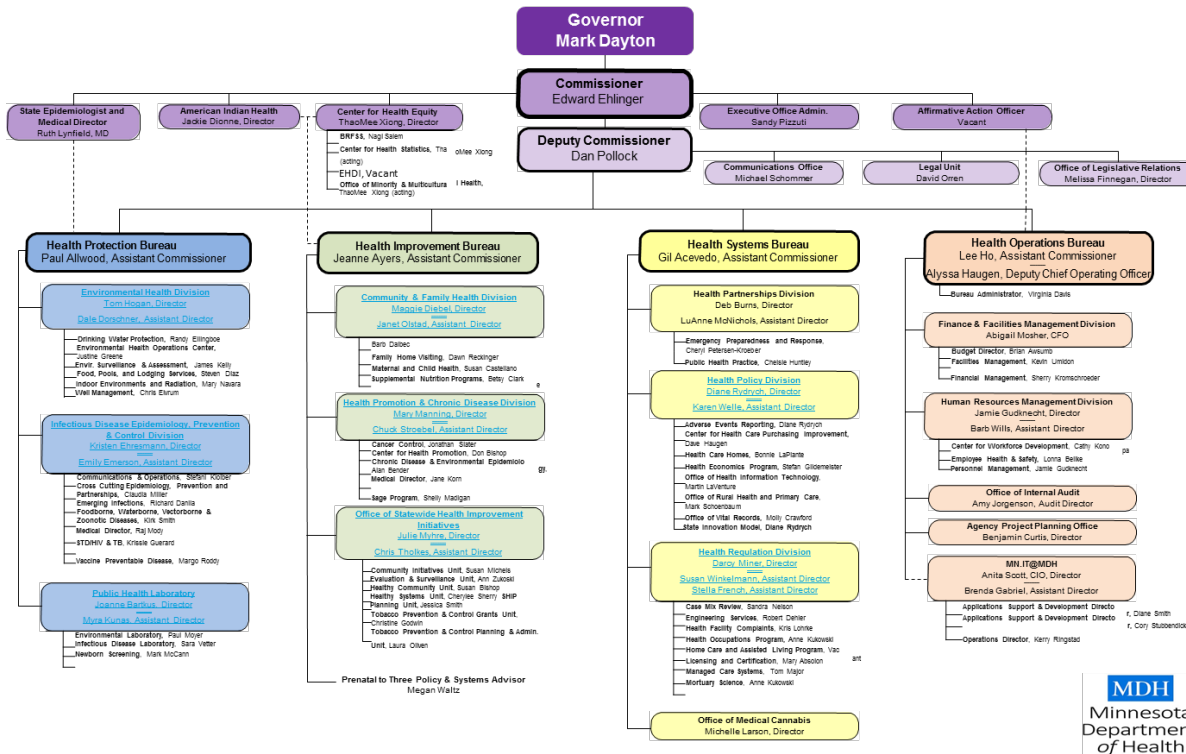 Governor
Mark Dayton
Commissioner
Edward Ehlinger
State Epidemiologist and
Medical Director
Ruth Lynfield, MD
American Indian Health
Jackie Dionne, Director
Center for Health Equity
ThaoMee Xiong, Director
Executive Office Admin.
Sandy Pizzuti
Affirmative Action Officer
Vacant
BRFSS, Nagi Salem
Center for Health Statistics, Tha oMee Xiong
(acting)
EHDI, Vacant
Office of Minority & Multicultura l Health,
ThaoMee Xiong (acting)
Deputy Commissioner
Dan Pollock
Communications Office
Michael Schommer
Legal Unit
David Orren
Office of Legislative Relations
Melissa Finnegan, Director
Health Protection Bureau
Paul Allwood, Assistant Commissioner
Environmental Health Division
Tom Hogan, Director
Dale Dorschner, Assistant Director
Drinking Water Protection, Randy Ellingboe
Environmental Health Operations Center,
Justine Greene
Envir. Surveillance & Assessment, James Kelly
Food, Pools, and Lodging Services, Steven Diaz
Indoor Environments and Radiation, Mary Navara
Well Management, Chris Elvrum
Infectious Disease Epidemiology, Prevention
& Control Division
Kristen Ehresmann, Director
Emily Emerson, Assistant Director
Communications & Operations, Stefani Kloiber
Cross Cutting Epidemiology, Prevention and
Partnerships, Claudia Miller
Emerging Infections, Richard Danila
Foodborne, Waterborne, Vectorborne &
Zoonotic Diseases, Kirk Smith
Medical Director, Raj Mody
STD/HIV & TB, Krissie Guerard
Vaccine Preventable Disease, Margo Roddy
Public Health Laboratory
Joanne Bartkus, Director
Myra Kunas, Assistant Director
Environmental Laboratory, Paul Moyer
Infectious Disease Laboratory, Sara Vetter
Newborn Screening, Mark McCann
Health Improvement Bureau
Jeanne Ayers, Assistant Commissioner
Community & Family Health Division
Maggie Diebel, Director
Janet Olstad, Assistant Director
Barb Dalbec
Family Home Visiting, Dawn Reckinger
Maternal and Child Health, Susan Castellano
Supplemental Nutrition Programs, Betsy Clark e
Health Promotion & Chronic Disease Division
Mary Manning, Director
Chuck Stroebel, Assistant Director
Cancer Control, Jonathan Slater
Center for Health Promotion, Don Bishop
Chronic Disease & Environmental Epidemiolo gy,
Alan Bender
Medical Director, Jane Korn
Sage Program, Shelly Madigan
Office of Statewide Health Improvement
Initiatives
Julie Myhre, Director
Chris Tholkes, Assistant Director
Community Initiatives Unit, Susan Michels
Evaluation & Surveillance Unit, Ann Zukoski
Healthy Community Unit, Susan Bishop
Healthy Systems Unit, Cherylee Sherry SHIP
Planning Unit, Jessica Smith
Tobacco Prevention & Control Grants Unit,
Christine Godwin
Tobacco Prevention & Control Planning & Admin.
Unit, Laura Oliven
Prenatal to Three Policy & Systems Advisor
Megan Waltz
Health Systems Bureau
Gil Acevedo, Assistant Commissioner
Health Partnerships Division
Deb Burns, Director
LuAnne McNichols, Assistant Director
Emergency Preparedness and Response,
Cheryl Petersen-Kroeber
Public Health Practice, Chelsie Huntley
Health Policy Division
Diane Rydrych, Director
Karen Welle, Assistant Director
Adverse Events Reporting, Diane Rydrych
Center for Health Care Purchasing Improvement,
Dave Haugen
Health Care Homes, Bonnie LaPlante
Health Economics Program, Stefan Gildemeister
Office of Health Information Technology,
Martin LaVenture
Office of Rural Health and Primary Care,
Mark Schoenbaum
Office of Vital Records, Molly Crawford
State Innovation Model, Diane Rydrych
Health Regulation Division
Darcy Miner, Director
Susan Winkelmann, Assistant Director
Stella French, Assistant Director
Case Mix Review, Sandra Nelson
Engineering Services, Robert Dehler
Health Facility Complaints, Kris Lohrke
Health Occupations Program, Anne Kukowski
Home Care and Assisted Living Program, Vac ant
Licensing and Certification, Mary Absolon
Managed Care Systems, Tom Major
Mortuary Science, Anne Kukowski
Office of Medical Cannabis
Michelle Larson, Director
Health Operations Bureau
Lee Ho, Assistant Commissioner
Alyssa Haugen, Deputy Chief Operating Officer
Bureau Administrator, Virginia Davis
Finance & Facilities Management Division
Abigail Mosher, CFO
Budget Director, Brian Awsumb
Facilities Management, Kevin Umidon
Financial Management, Sherry Kromschroeder
Human Resources Management Division
Jamie Gudknecht, Director
Barb Wills, Assistant Director
Center for Workforce Development, Cathy Kono pa
Employee Health & Safety, Lonna Beilke
Personnel Management, Jamie Gudknecht
Office of Internal Audit
Amy Jorgenson, Audit Director
Agency Project Planning Office
Benjamin Curtis, Director
MN.IT@MDH
Anita Scott, CIO, Director
Brenda Gabriel, Assistant Director
Applications Support & Development Directo r, Diane Smith
Applications Support & Development Directo r, Cory Stubbendick
Operations Director, Kerry Ringstad
MDH
Minnesota
Departmen
of Health